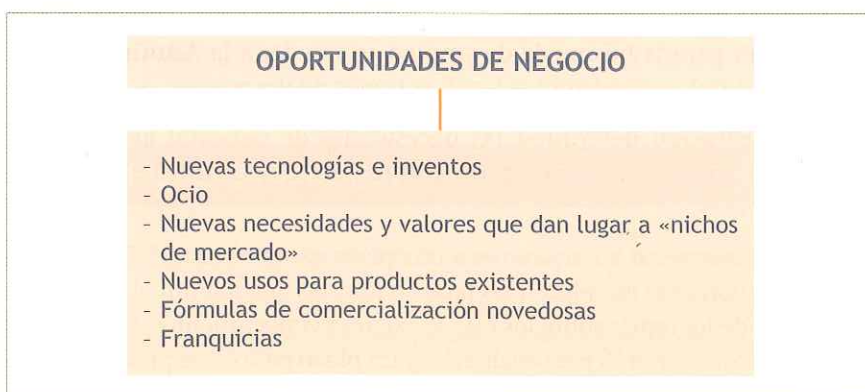 OPORTUNIDADES DE NEGOCIO
- Nuevas tecnologías e inventos
- Ocio
- Nuevas necesidades y valores que dan lugar a «nichos
de mercado»
- Nuevos usos para productos existentes
- Fórmulas de comercialización novedosas
- Franquicias